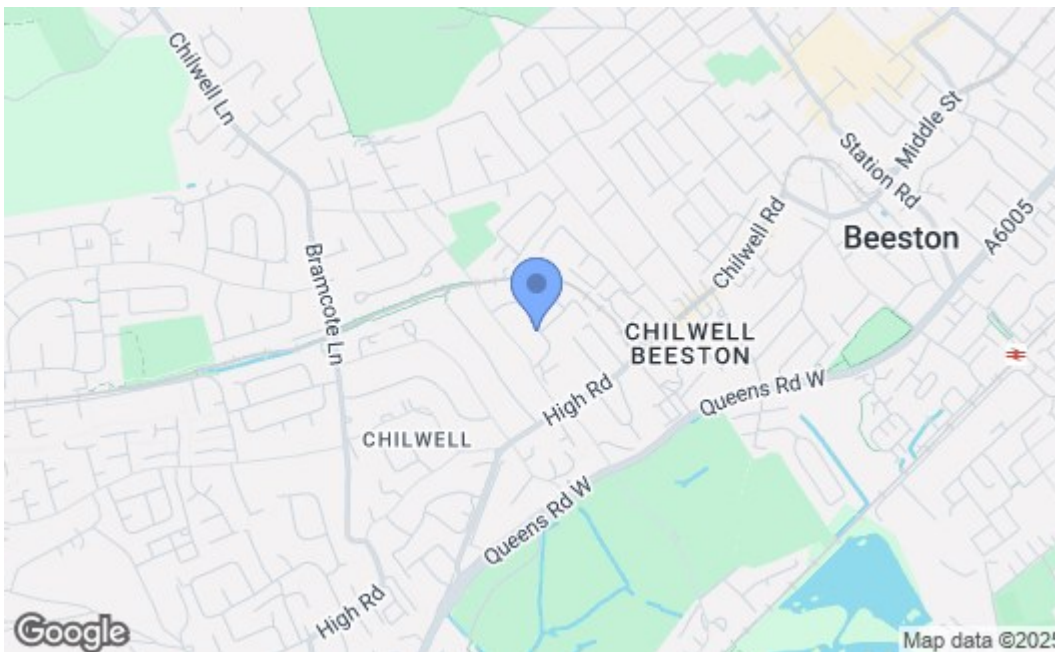 Chilwell Ln
Middle St
Station Rd
A6005
Chilwell Rd
Beeston
Bramcote Ln
CHILWELL
BEESTON
Queens Rd W
High Rd
CHILWELL
Queens Rd W
High Rd
Google
Map data ©2025